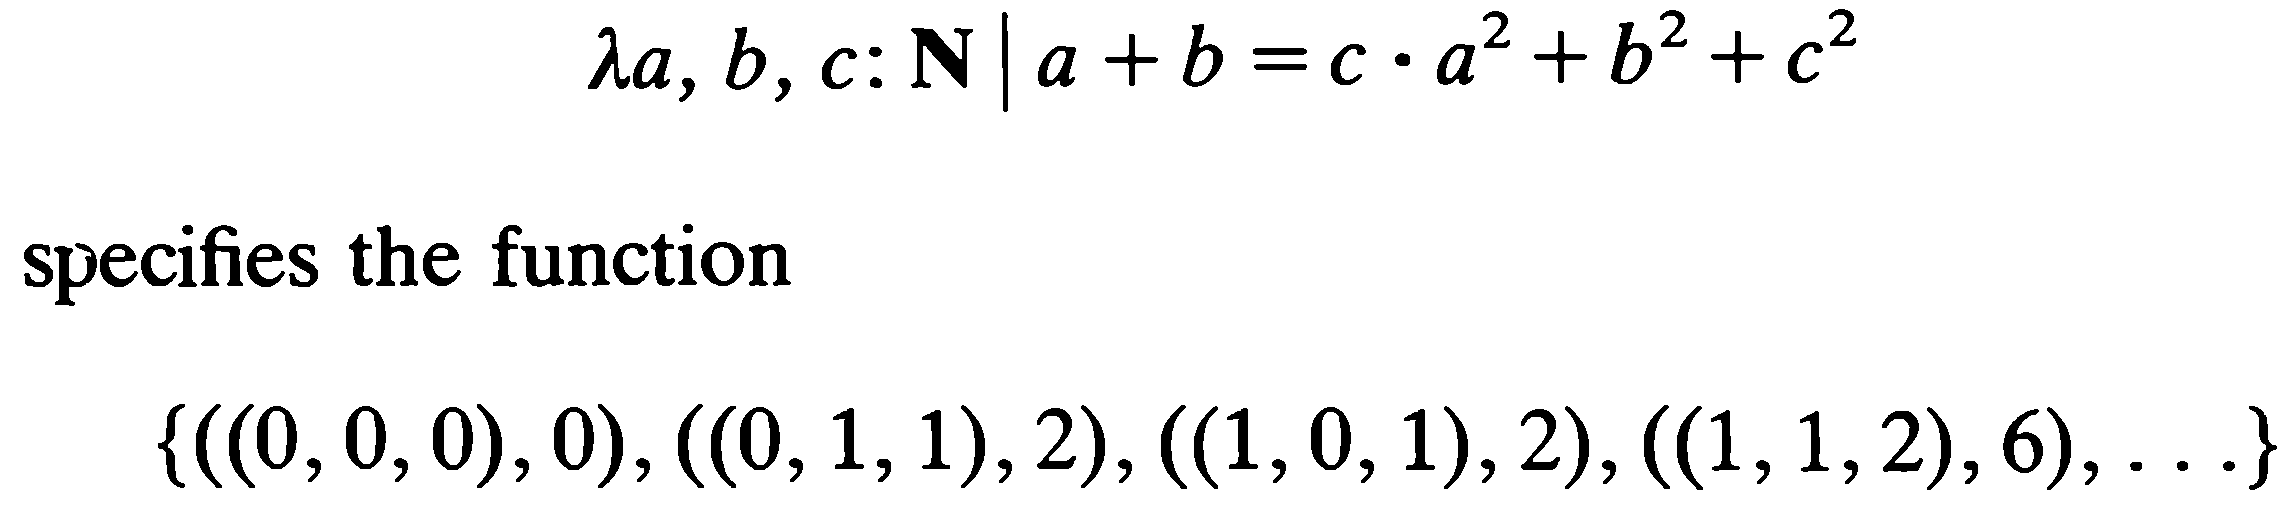 λa, b, c: N | a + b = c · a² + b² + c²
specifies the function
{((0, 0, 0), 0), ((0, 1, 1), 2), ((1, 0, 1), 2), ((1, 1, 2), 6), . . .}